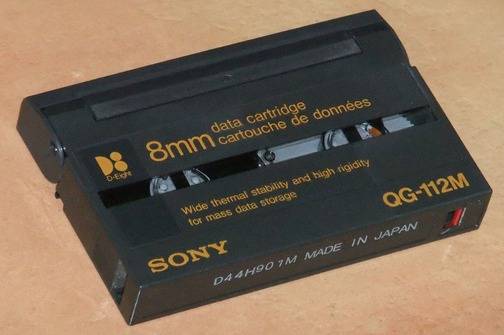 D-Eight
8mm data cartridge
cartouche de données
Wide thermal stability and high rigidity
for mass data storage
QG-112M
SONY
D44H901M MADE IN JAPAN